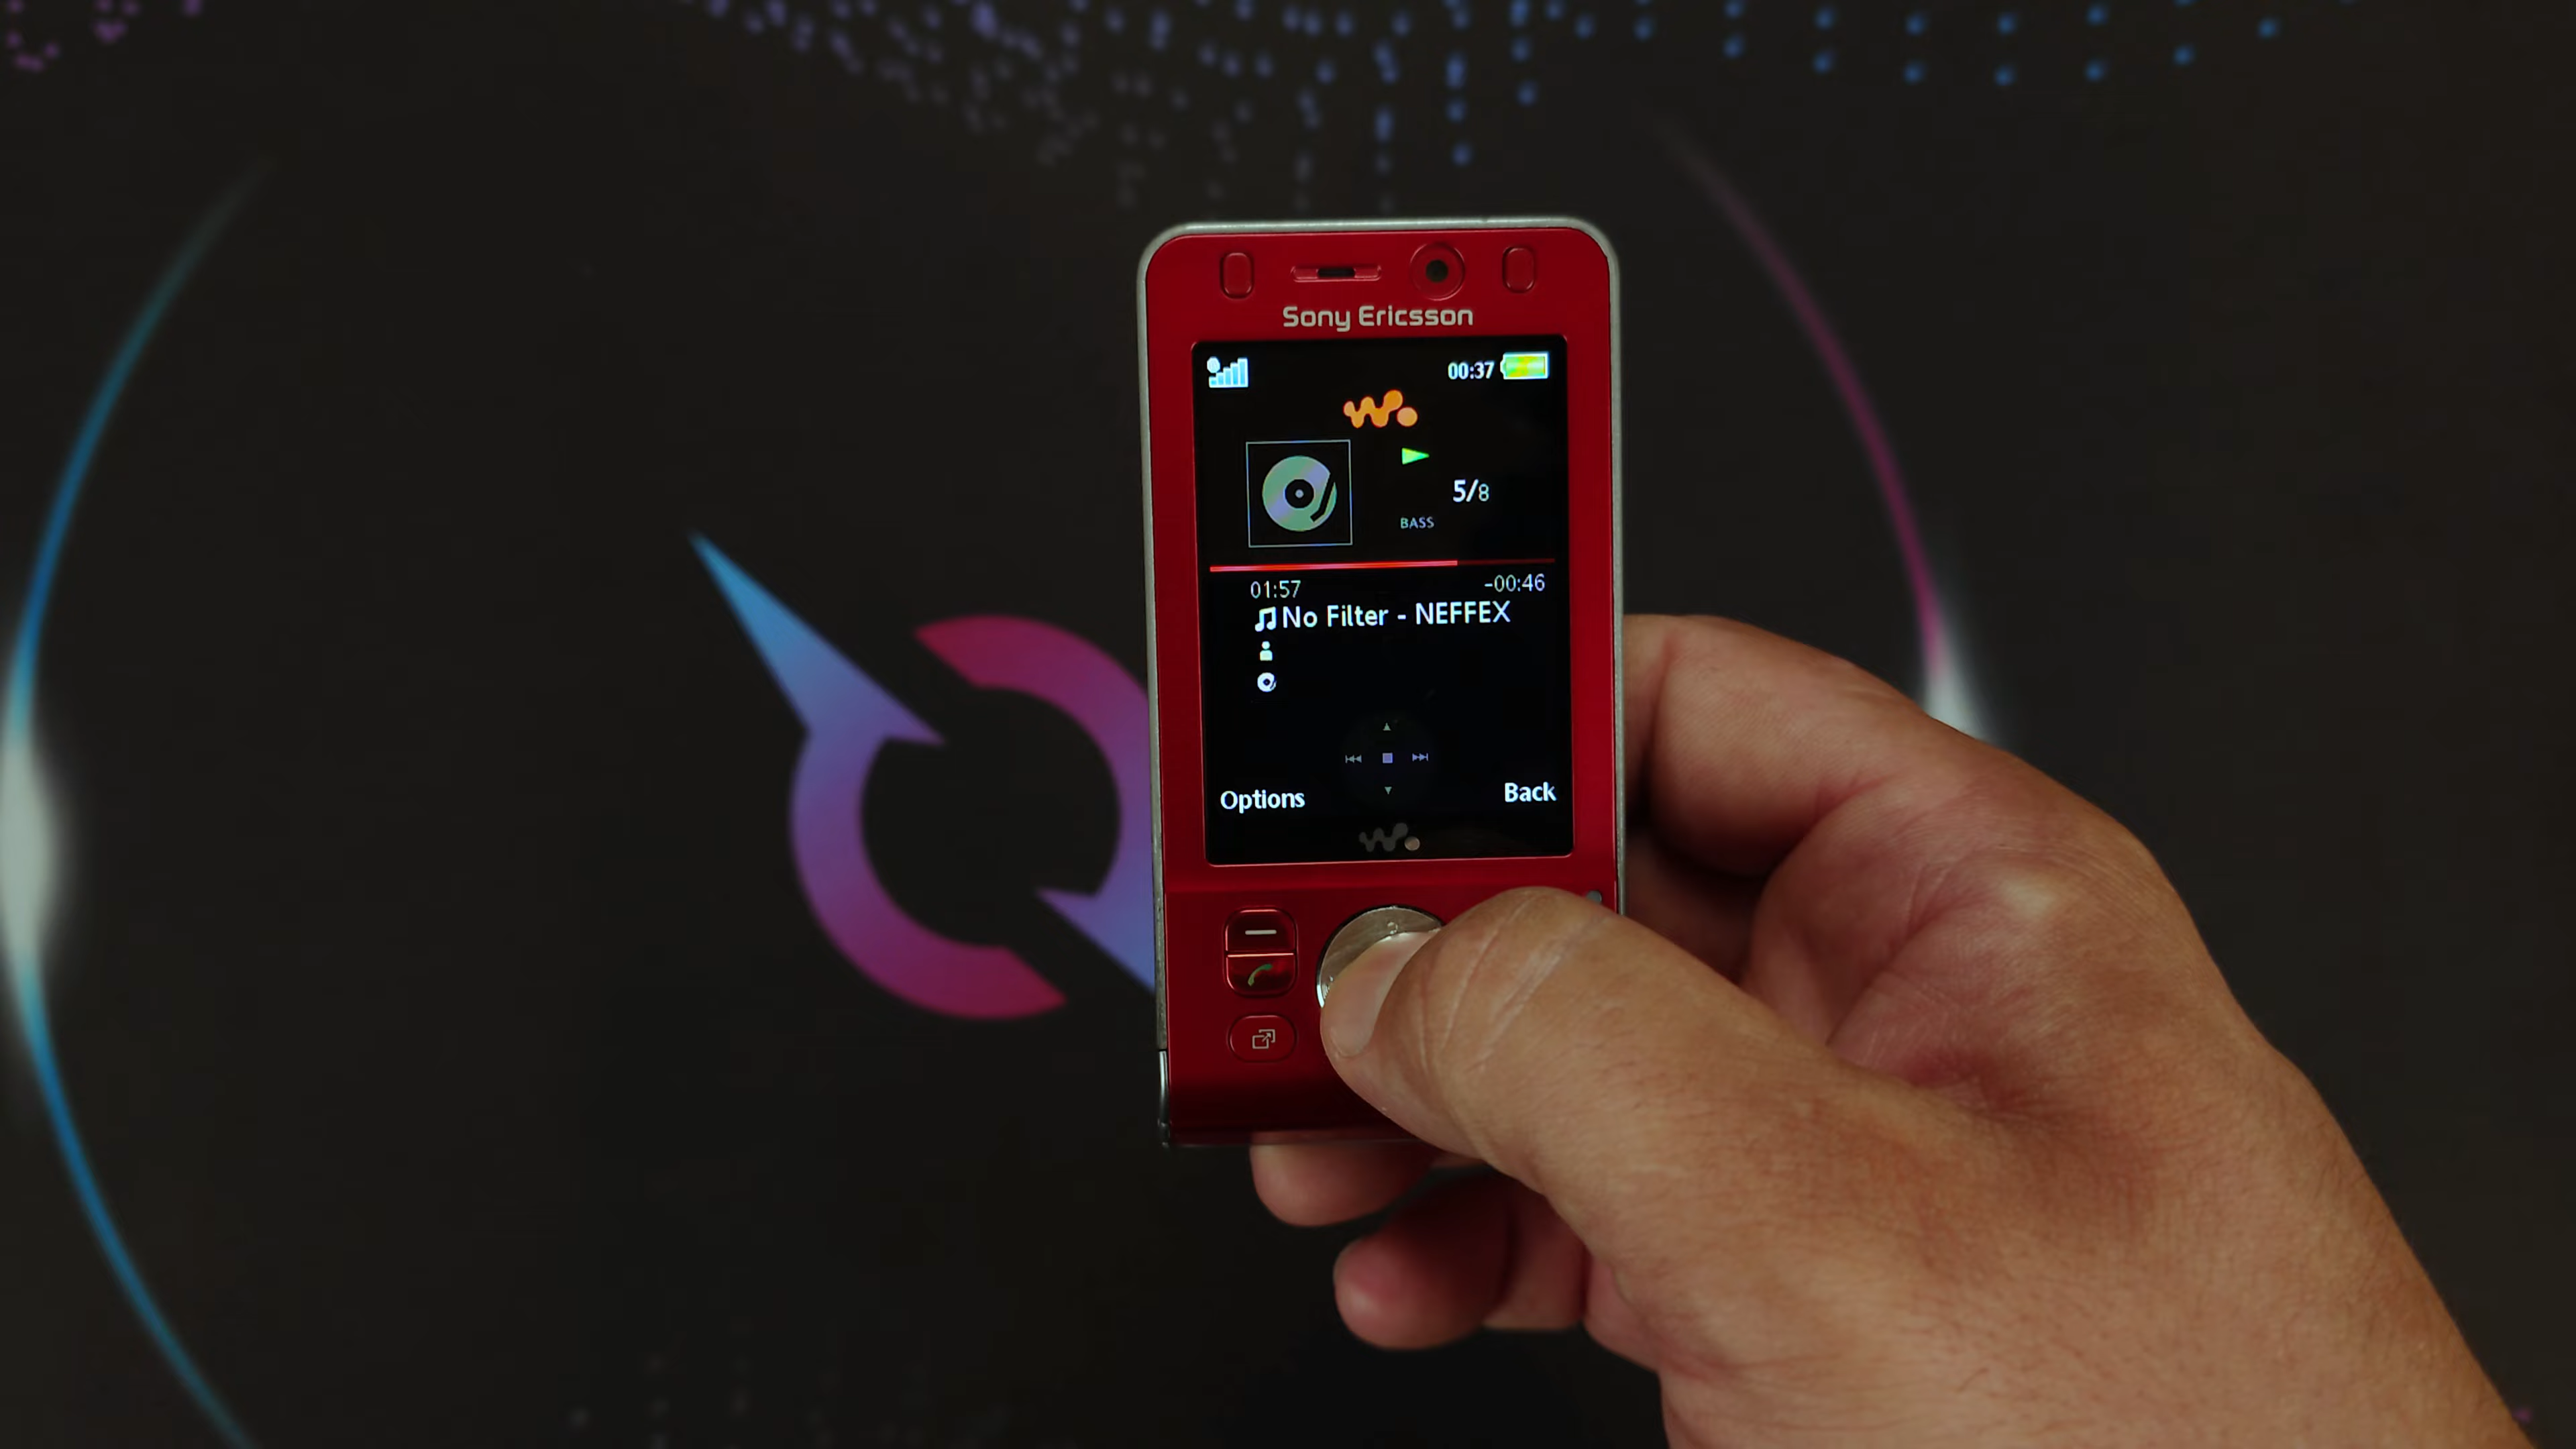 Sony Ericsson
00:37
5/8
BASS
01:57 -00:46
No Filter - NEFFEX
Options Back